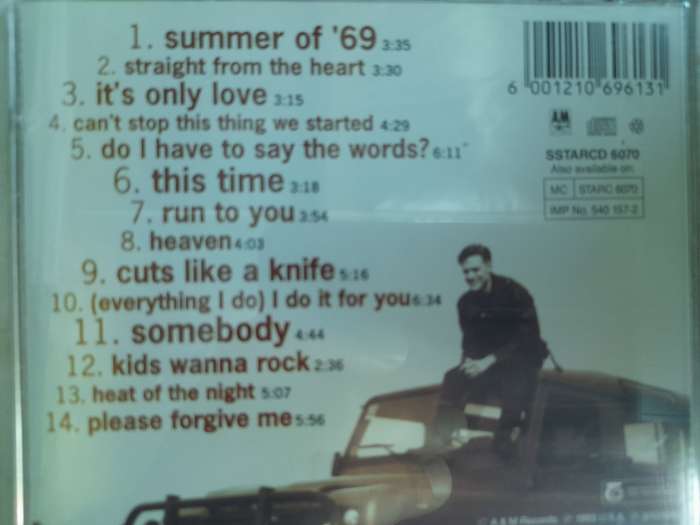 1. summer of '69 3:35
2. straight from the heart 3:30
3. it's only love 3:15
4. can't stop this thing we started 4:29
5. do I have to say the words? 6:11
6. this time 3:18
7. run to you 3:54
8. heaven 4:03
9. cuts like a knife 5:16
10. (everything I do) I do it for you 6:34
11. somebody 4:44
12. kids wanna rock 2:36
13. heat of the night 5:07
14. please forgive me 5:56
6 001210 696131
A&M
SSTARCD 6070
Also available on:
MC STARC 6070
IMP No. 540 157-2
A&M Records